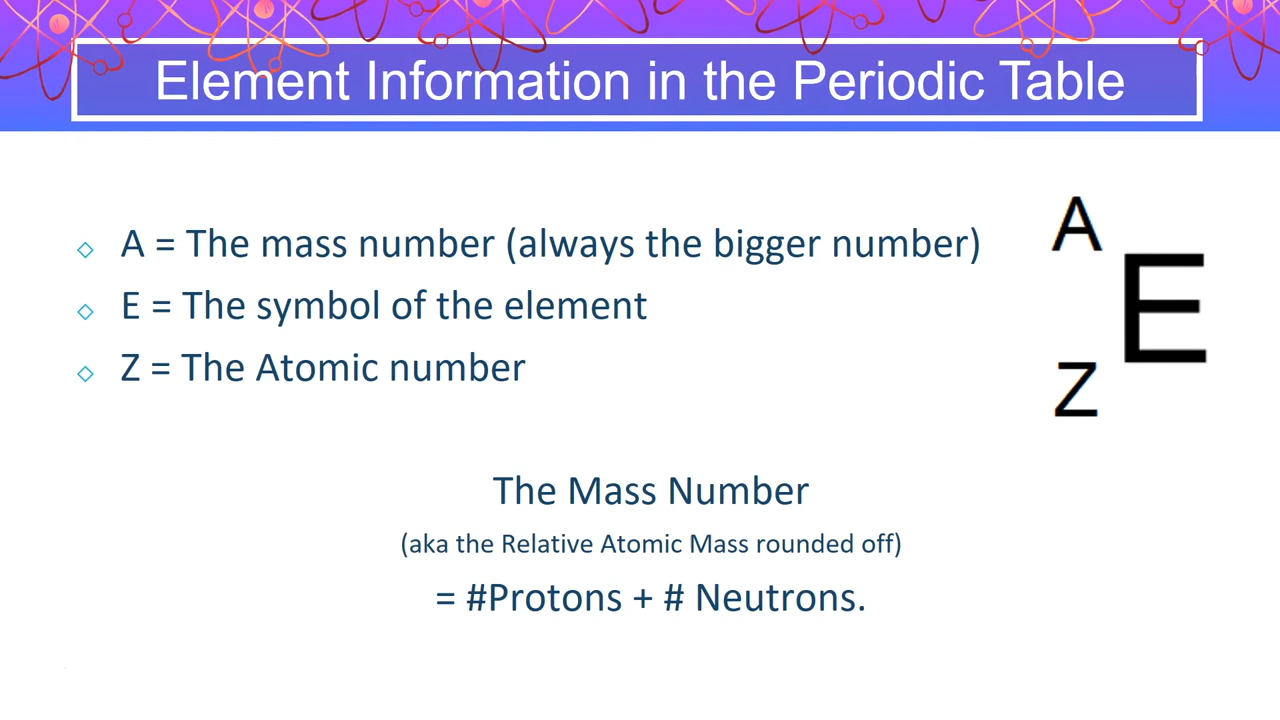 Element Information in the Periodic Table
A = The mass number (always the bigger number)
E = The symbol of the element
Z = The Atomic number
A
E
Z
The Mass Number
(aka the Relative Atomic Mass rounded off)
= #Protons + # Neutrons.